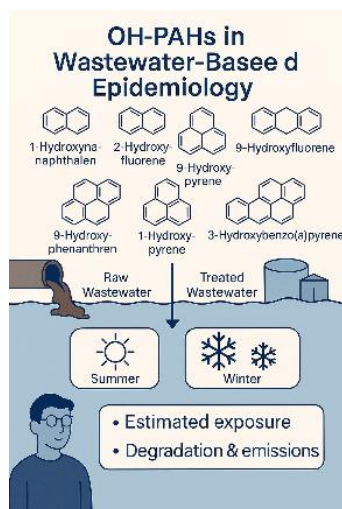 OH-PAHs in
Wastewater-Basee d
Epidemiology
1-Hydroxyna-
naphthalen
2-Hydroxy-
fluorene
9-Hydroxy-
pyrene
9-Hydroxyfluorene
9-Hydroxy-
phenanthren
1-Hydroxy-
pyrene
3-Hydroxybenzo(a)pyrene
Raw
Wastewater
Treated
Wastewater
Summer
Winter
• Estimated exposure
• Degradation & emissions